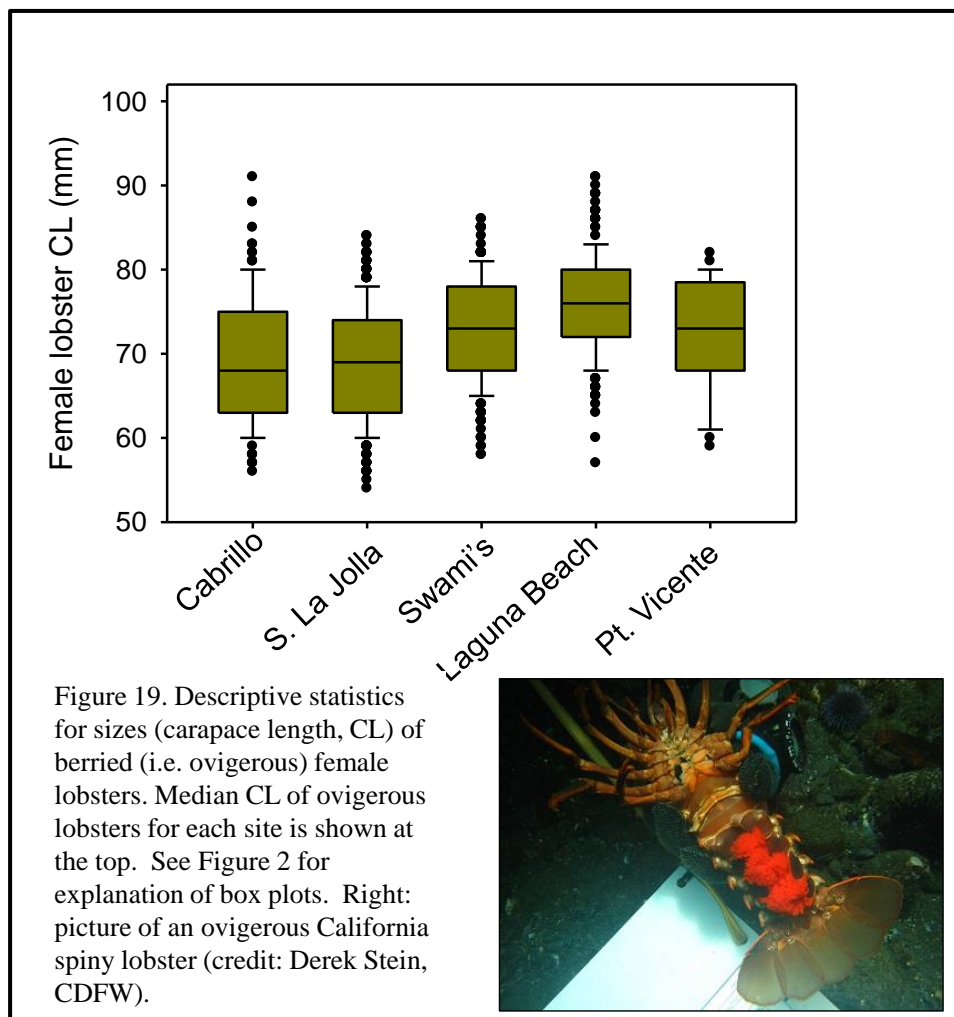 Female lobster CL (mm)
100
90
80
70
60
50
Cabrillo
S. La Jolla
Swami's
Laguna Beach
Pt. Vicente
Figure 19. Descriptive statistics
for sizes (carapace length, CL) of
berried (i.e. ovigerous) female
lobsters. Median CL of ovigerous
lobsters for each site is shown at
the top.  See Figure 2 for
explanation of box plots.  Right:
picture of an ovigerous California
spiny lobster (credit: Derek Stein,
CDFW).